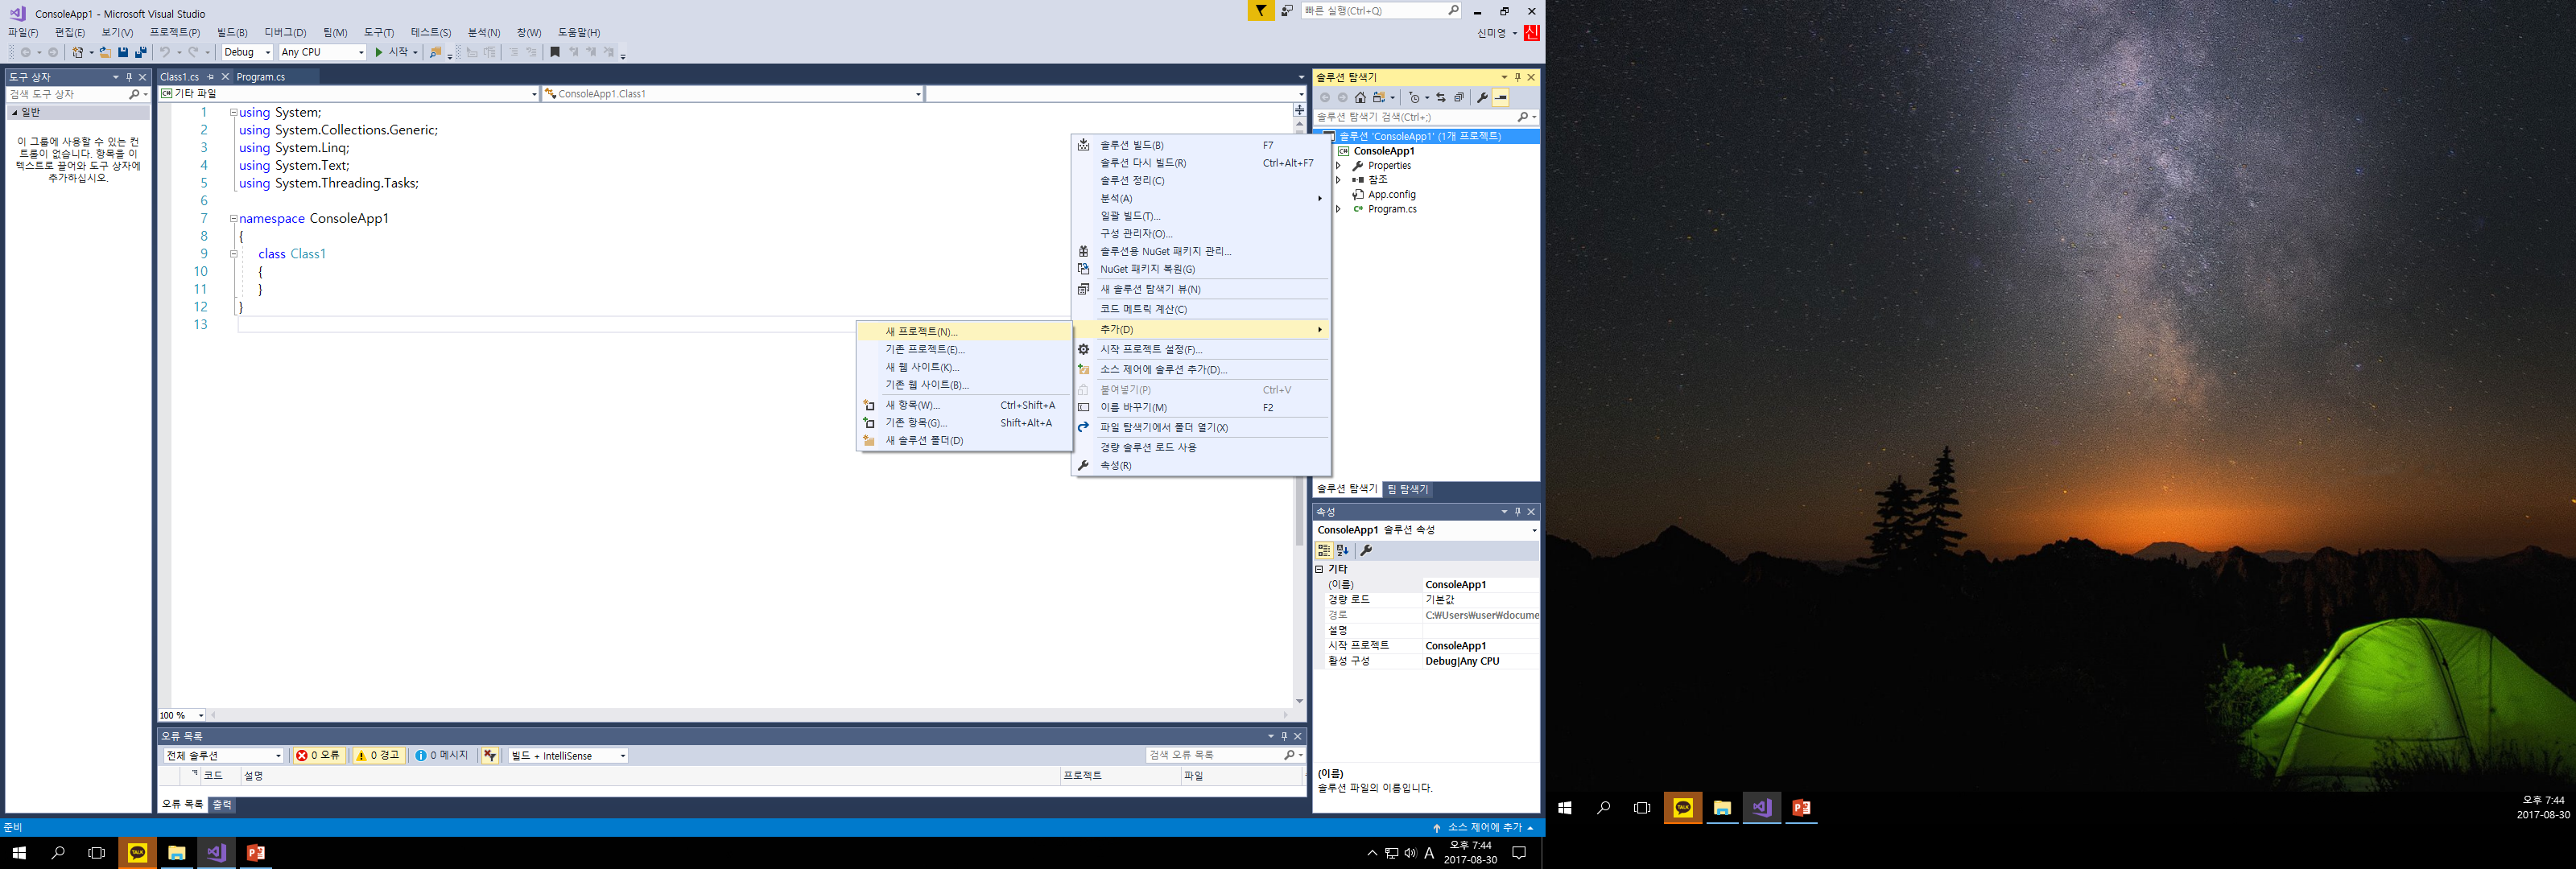 ConsoleApp1 - Microsoft Visual Studio
빠른 실행(Ctrl+Q)
파일(F) 편집(E) 보기(V) 프로젝트(P) 빌드(B) 디버그(D) 팀(M) 도구(T) 테스트(S) 분석(N) 창(W) 도움말(H)
신미영 신
Debug Any CPU 시작
도구 상자
검색 도구 상자
일반
이 그룹에 사용할 수 있는 컨
트롤이 없습니다. 항목을 이
텍스트로 끌어와 도구 상자에
추가하십시오.
Class1.cs Program.cs
기타 파일 ConsoleApp1.Class1
1 using System;
2 using System.Collections.Generic;
3 using System.Linq;
4 using System.Text;
5 using System.Threading.Tasks;
6
7 namespace ConsoleApp1
8 {
9 class Class1
10 {
11 }
12 }
13
새 프로젝트(N)...
기존 프로젝트(E)...
새 웹 사이트(K)...
기존 웹 사이트(B)...
새 항목(W)... Ctrl+Shift+A
기존 항목(G)... Shift+Alt+A
새 솔루션 폴더(D)
솔루션 빌드(B) F7
솔루션 다시 빌드(R) Ctrl+Alt+F7
솔루션 정리(C)
분석(A)
일괄 빌드(T)...
구성 관리자(O)...
솔루션용 NuGet 패키지 관리...
NuGet 패키지 복원(G)
새 솔루션 탐색기 뷰(N)
코드 메트릭 계산(C)
추가(D)
시작 프로젝트 설정(F)...
소스 제어에 솔루션 추가(D)...
붙여넣기(P) Ctrl+V
이름 바꾸기(M) F2
파일 탐색기에서 폴더 열기(X)
경량 솔루션 로드 사용
속성(R)
솔루션 탐색기
솔루션 탐색기 검색(Ctrl+;)
솔루션 'ConsoleApp1' (1개 프로젝트)
ConsoleApp1
Properties
참조
App.config
Program.cs
솔루션 탐색기 팀 탐색기
속성
ConsoleApp1 솔루션 속성
기타
(이름) ConsoleApp1
경량 로드 기본값
경로 C:₩Users₩user₩docume
설명
시작 프로젝트 ConsoleApp1
활성 구성 Debug|Any CPU
(이름)
솔루션 파일의 이름입니다.
100 %
오류 목록
전체 솔루션 0 오류 0 경고 0 메시지 빌드 + IntelliSense 검색 오류 목록
코드 설명 프로젝트 파일
오류 목록 출력
준비 소스 제어에 추가
TALK
A
오후 7:44
2017-08-30
TALK
오후 7:44
2017-08-30